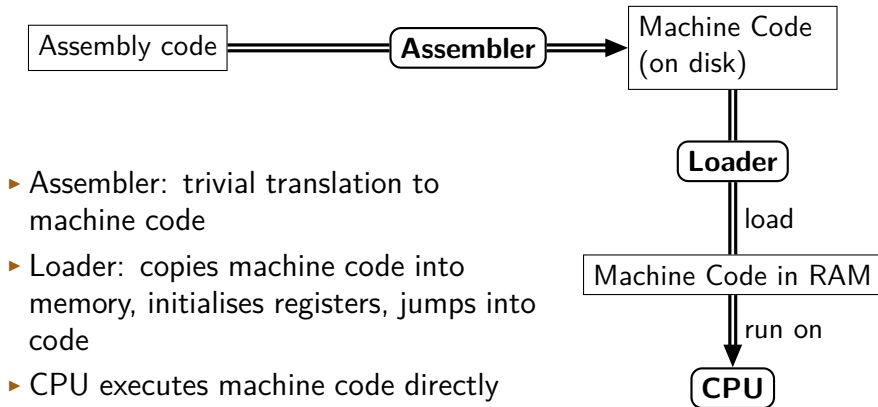 Assembly code
Assembler
Machine Code
(on disk)
Loader
load
Machine Code in RAM
run on
CPU
▸ Assembler: trivial translation to
machine code
▸ Loader: copies machine code into
memory, initialises registers, jumps into
code
▸ CPU executes machine code directly